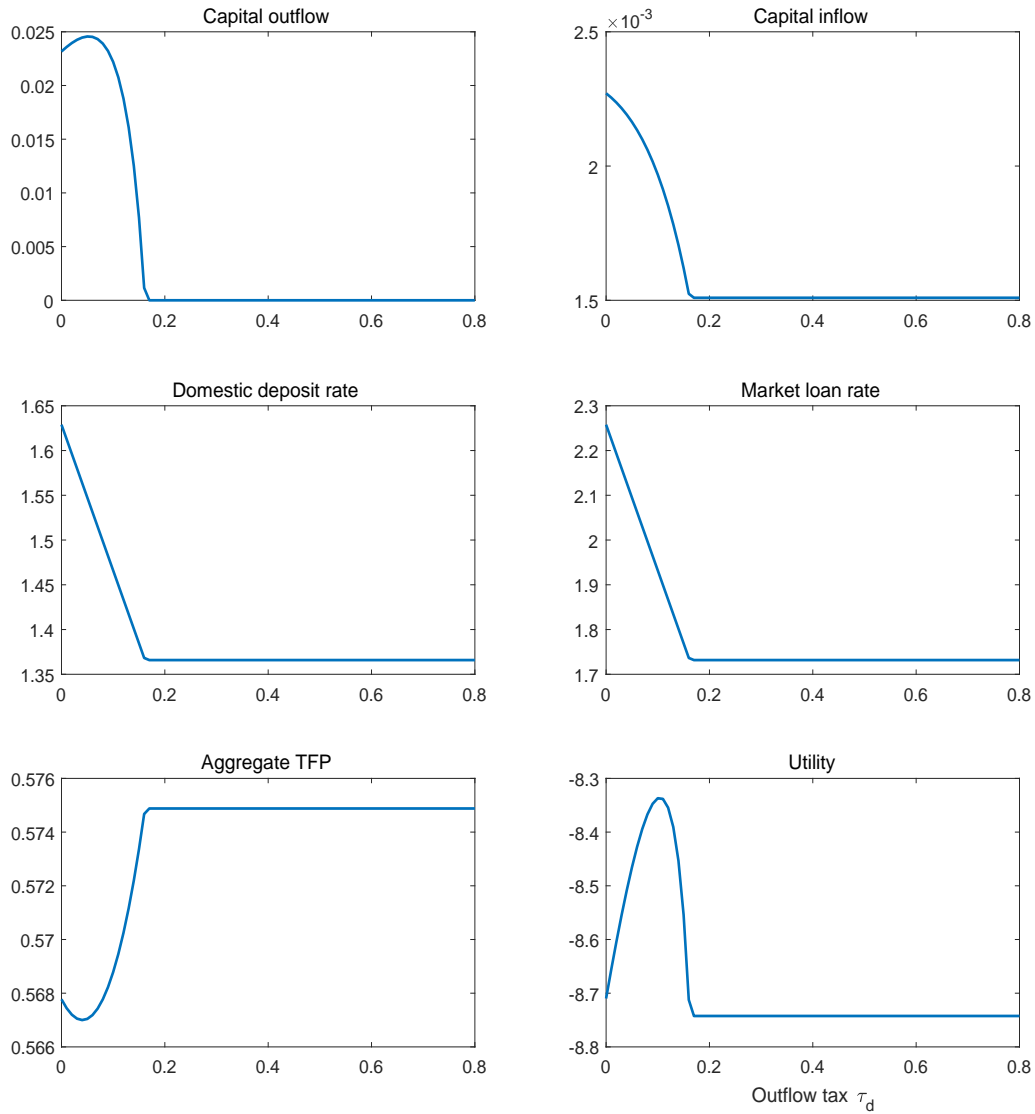 Capital outflow
0.025
0.02
0.015
0.01
0.005
0
0 0.2 0.4 0.6 0.8
Capital inflow
×10⁻³
2.5
2
1.5
0 0.2 0.4 0.6 0.8
Domestic deposit rate
1.65
1.6
1.55
1.5
1.45
1.4
1.35
0 0.2 0.4 0.6 0.8
Market loan rate
2.3
2.2
2.1
2
1.9
1.8
1.7
0 0.2 0.4 0.6 0.8
Aggregate TFP
0.576
0.574
0.572
0.57
0.568
0.566
0 0.2 0.4 0.6 0.8
Utility
-8.3
-8.4
-8.5
-8.6
-8.7
-8.8
0 0.2 0.4 0.6 0.8
Outflow tax τ_d